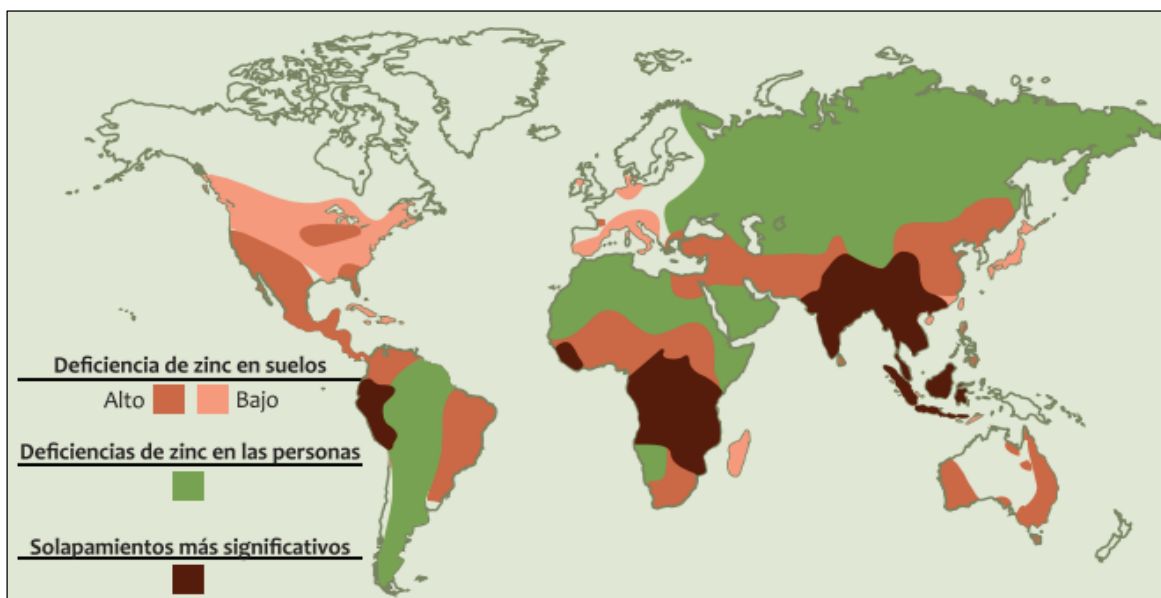 Deficiencia de zinc en suelos
Alto Bajo
Deficiencias de zinc en las personas
Solapamientos más significativos